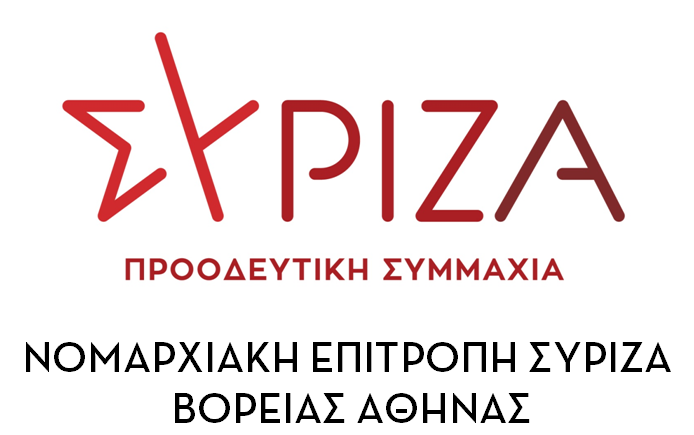 ΣΥΡΙΖΑ
ΠΡΟΟΔΕΥΤΙΚΗ ΣΥΜΜΑΧΙΑ
ΝΟΜΑΡΧΙΑΚΗ ΕΠΙΤΡΟΠΗ ΣΥΡΙΖΑ
ΒΟΡΕΙΑΣ ΑΘΗΝΑΣ